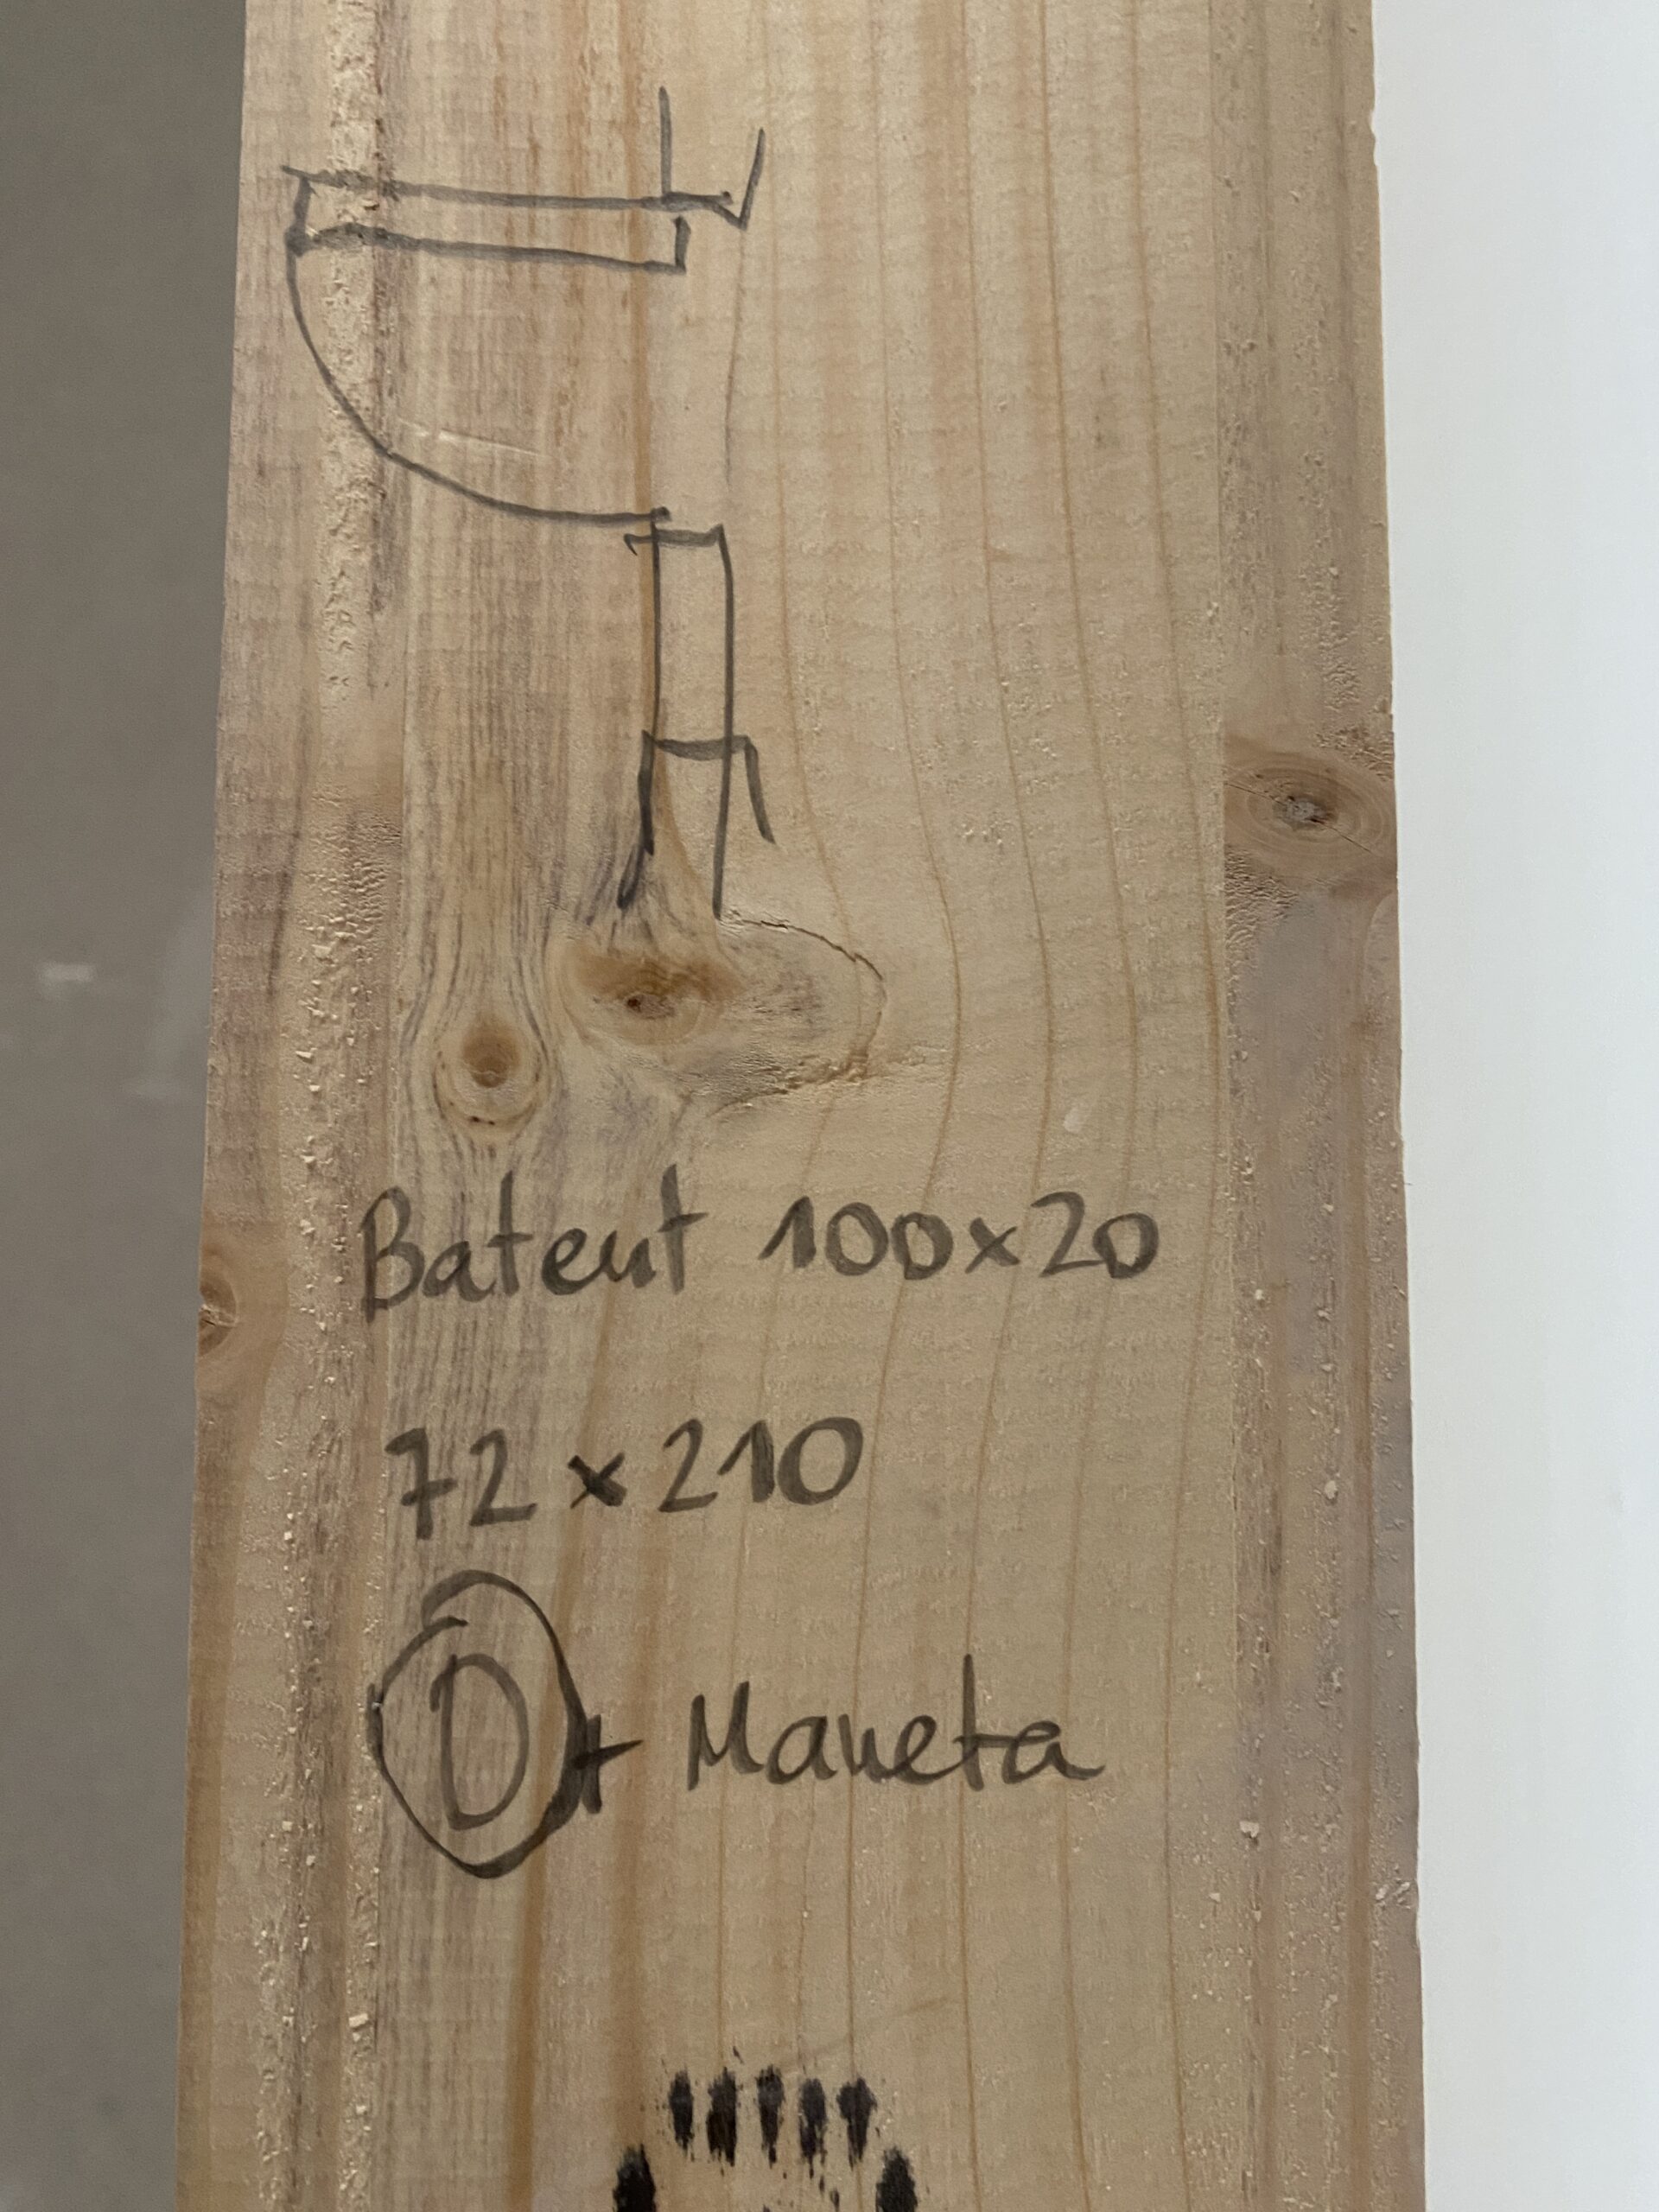 Batent 100x20
72x210
D + Maneta